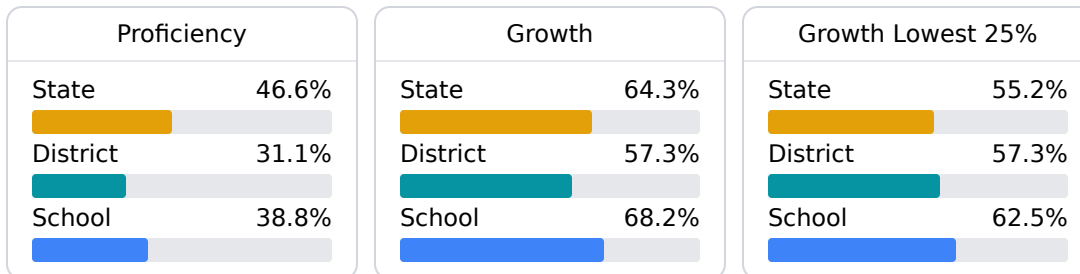 Proficiency
State 46.6%
District 31.1%
School 38.8%
Growth
State 64.3%
District 57.3%
School 68.2%
Growth Lowest 25%
State 55.2%
District 57.3%
School 62.5%